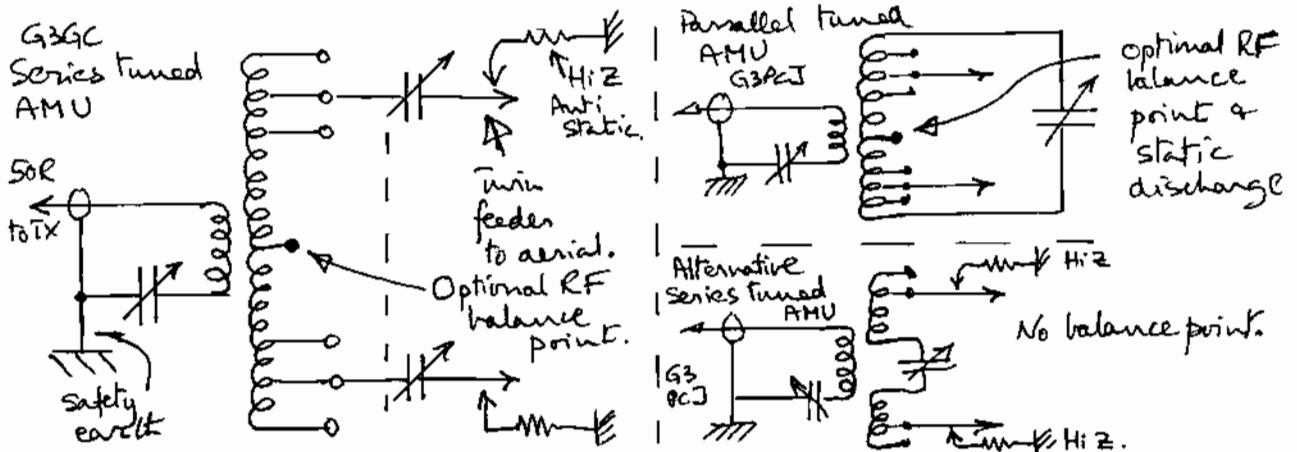 G3GC
Series tuned
AMU
50R
to TX
safety
earth
Hi Z
Anti
static.
Twin
feeder
to aerial.
Optional RF
balance
point.
Parallel tuned
AMU
G3PCJ
Optional RF
balance
point &
static
discharge
Alternative
series tuned
AMU
G3
PCJ
Hi Z
No balance point.
Hi Z.